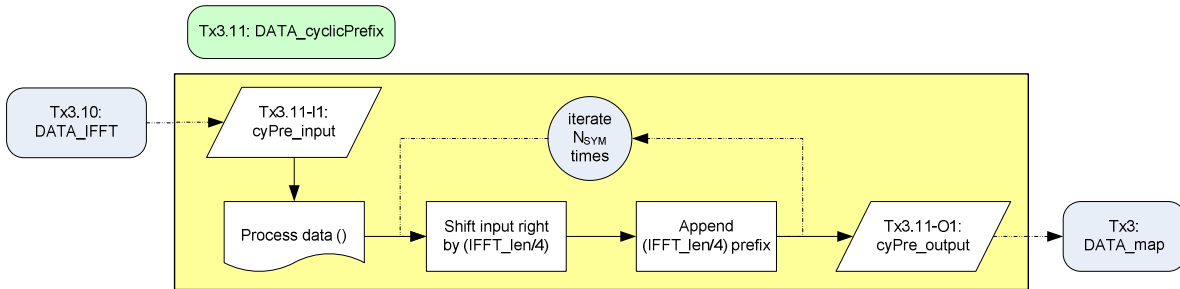 Tx3.11: DATA_cyclicPrefix
Tx3.10:
DATA_IFFT
Tx3.11-I1:
cyPre_input
iterate
N_SYM
times
Process data ()
Shift input right
by (IFFT_len/4)
Append
(IFFT_len/4) prefix
Tx3.11-O1:
cyPre_output
Tx3:
DATA_map